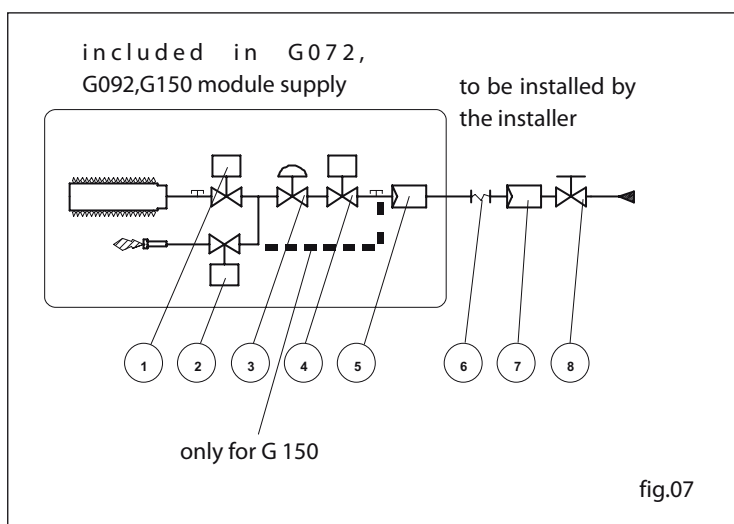 included in G072,
G092,G150 module supply
to be installed by
the installer
1 2 3 4 5 6 7 8
only for G 150
fig.07